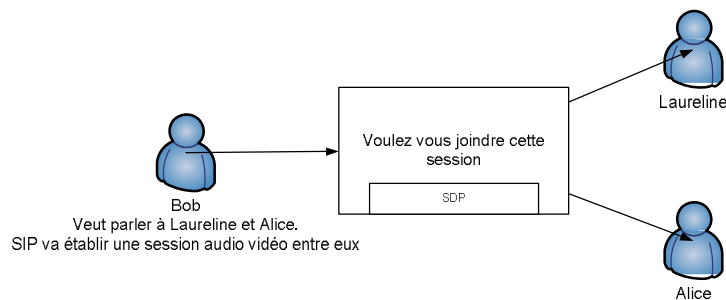 Laureline
Voulez vous joindre cette
session
SDP
Bob
Veut parler à Laureline et Alice.
SIP va établir une session audio vidéo entre eux
Alice